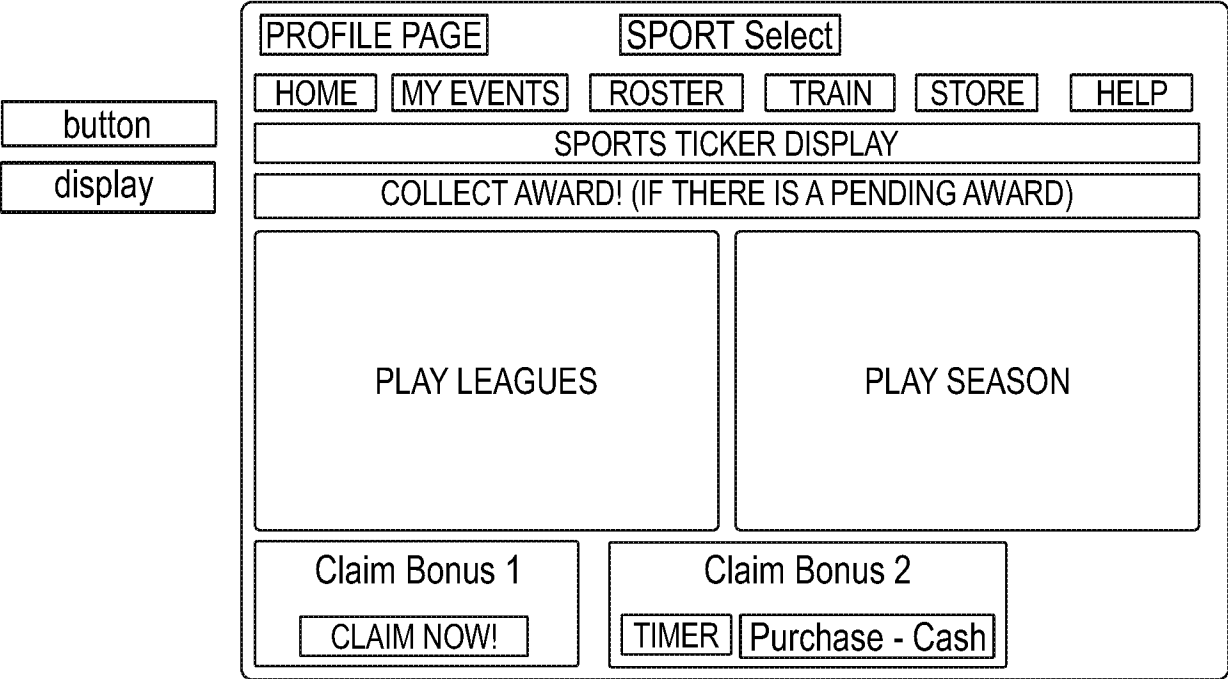 PROFILE PAGE
SPORT Select
HOME MY EVENTS ROSTER TRAIN STORE HELP
button
SPORTS TICKER DISPLAY
display
COLLECT AWARD! (IF THERE IS A PENDING AWARD)
PLAY LEAGUES
PLAY SEASON
Claim Bonus 1
CLAIM NOW!
Claim Bonus 2
TIMER
Purchase - Cash